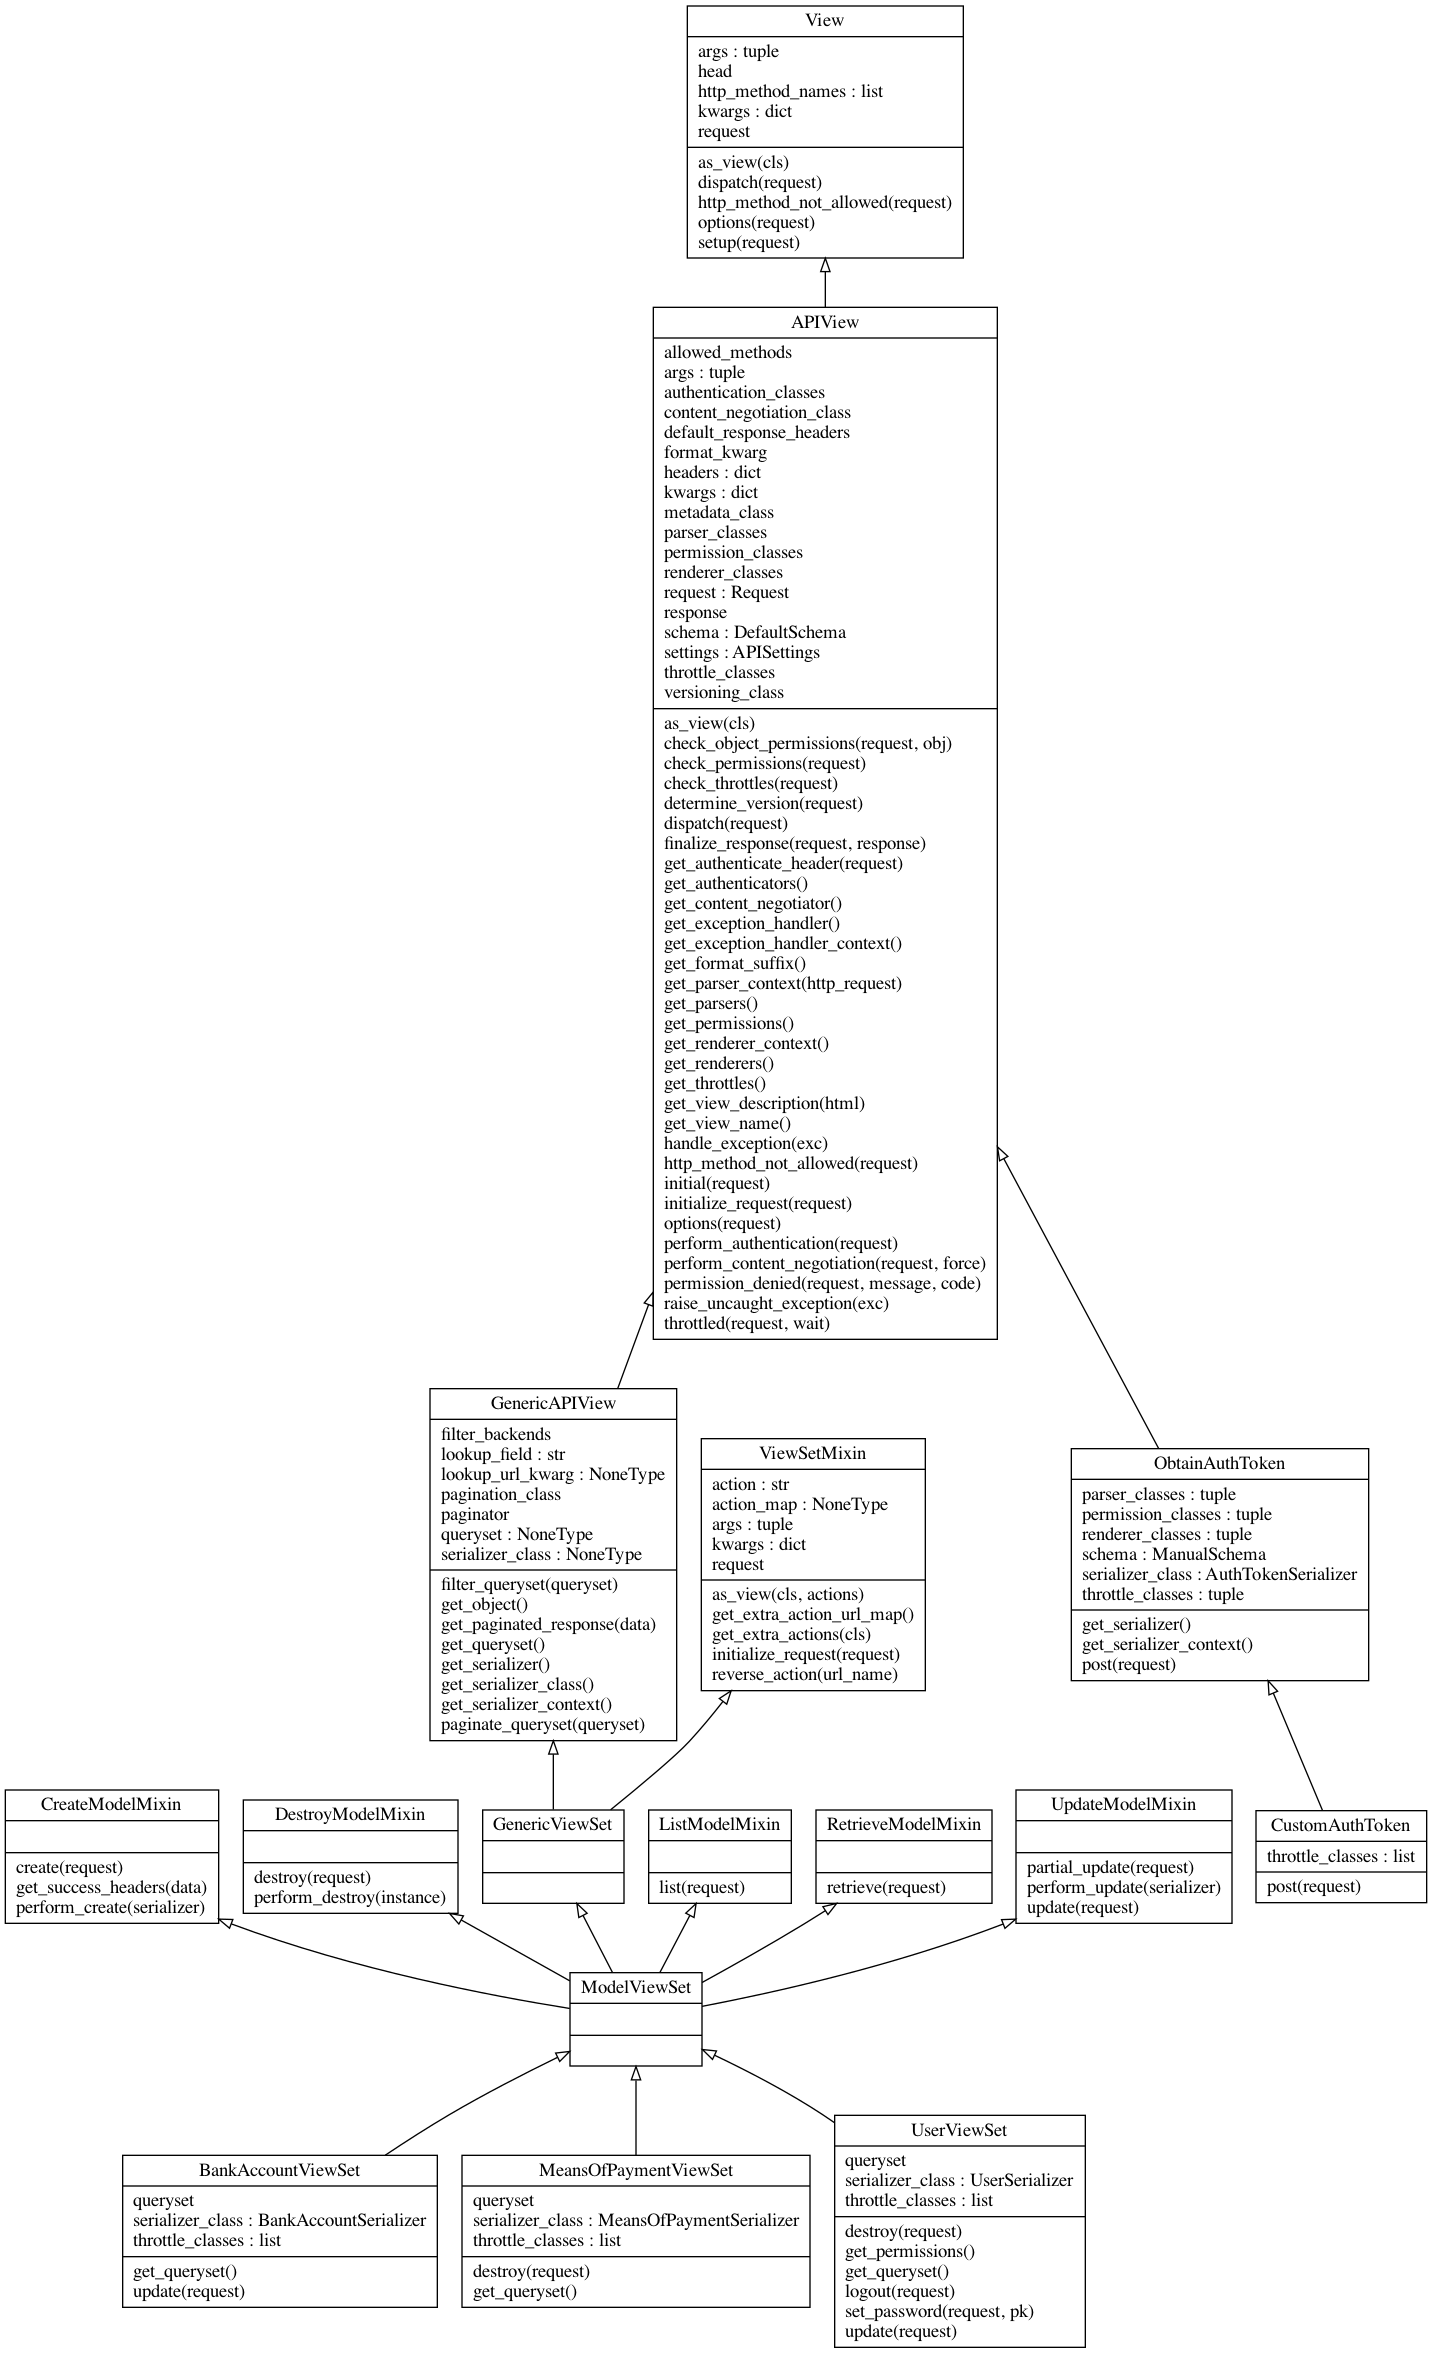 View
args : tuple
head
http_method_names : list
kwargs : dict
request
as_view(cls)
dispatch(request)
http_method_not_allowed(request)
options(request)
setup(request)
APIView
allowed_methods
args : tuple
authentication_classes
content_negotiation_class
default_response_headers
format_kwarg
headers : dict
kwargs : dict
metadata_class
parser_classes
permission_classes
renderer_classes
request : Request
response
schema : DefaultSchema
settings : APISettings
throttle_classes
versioning_class
as_view(cls)
check_object_permissions(request, obj)
check_permissions(request)
check_throttles(request)
determine_version(request)
dispatch(request)
finalize_response(request, response)
get_authenticate_header(request)
get_authenticators()
get_content_negotiator()
get_exception_handler()
get_exception_handler_context()
get_format_suffix()
get_parser_context(http_request)
get_parsers()
get_permissions()
get_renderer_context()
get_renderers()
get_throttles()
get_view_description(html)
get_view_name()
handle_exception(exc)
http_method_not_allowed(request)
initial(request)
initialize_request(request)
options(request)
perform_authentication(request)
perform_content_negotiation(request, force)
permission_denied(request, message, code)
raise_uncaught_exception(exc)
throttled(request, wait)
GenericAPIView
filter_backends
lookup_field : str
lookup_url_kwarg : NoneType
pagination_class
paginator
queryset : NoneType
serializer_class : NoneType
filter_queryset(queryset)
get_object()
get_paginated_response(data)
get_queryset()
get_serializer()
get_serializer_class()
get_serializer_context()
paginate_queryset(queryset)
ViewSetMixin
action : str
action_map : NoneType
args : tuple
kwargs : dict
request
as_view(cls, actions)
get_extra_action_url_map()
get_extra_actions(cls)
initialize_request(request)
reverse_action(url_name)
ObtainAuthToken
parser_classes : tuple
permission_classes : tuple
renderer_classes : tuple
schema : ManualSchema
serializer_class : AuthTokenSerializer
throttle_classes : tuple
get_serializer()
get_serializer_context()
post(request)
CreateModelMixin
create(request)
get_success_headers(data)
perform_create(serializer)
DestroyModelMixin
destroy(request)
perform_destroy(instance)
GenericViewSet
ListModelMixin
list(request)
RetrieveModelMixin
retrieve(request)
UpdateModelMixin
partial_update(request)
perform_update(serializer)
update(request)
CustomAuthToken
throttle_classes : list
post(request)
ModelViewSet
BankAccountViewSet
queryset
serializer_class : BankAccountSerializer
throttle_classes : list
get_queryset()
update(request)
MeansOfPaymentViewSet
queryset
serializer_class : MeansOfPaymentSerializer
throttle_classes : list
destroy(request)
get_queryset()
UserViewSet
queryset
serializer_class : UserSerializer
throttle_classes : list
destroy(request)
get_permissions()
get_queryset()
logout(request)
set_password(request, pk)
update(request)